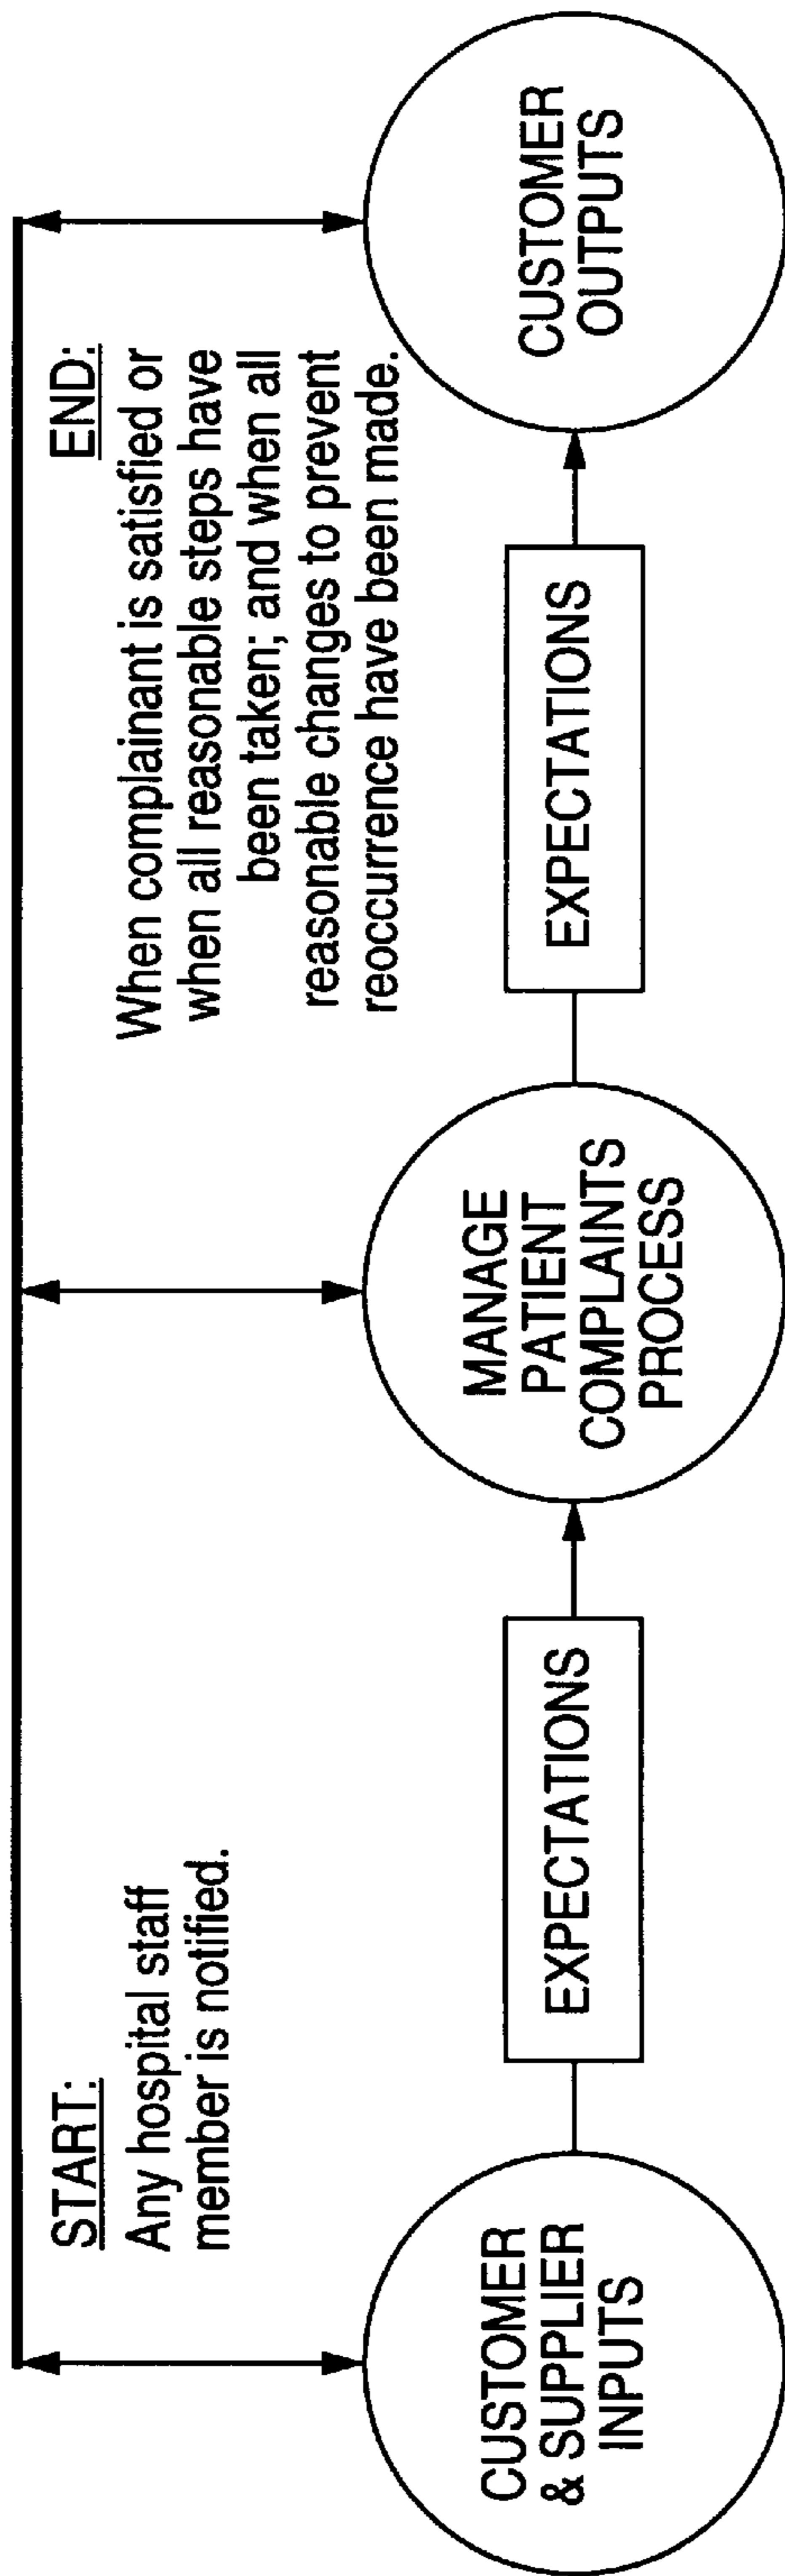 START:
Any hospital staff
member is notified.
END:
When complainant is satisfied or
when all reasonable steps have
been taken; and when all
reasonable changes to prevent
reoccurrence have been made.
CUSTOMER
& SUPPLIER
INPUTS
EXPECTATIONS
MANAGE
PATIENT
COMPLAINTS
PROCESS
EXPECTATIONS
CUSTOMER
OUTPUTS